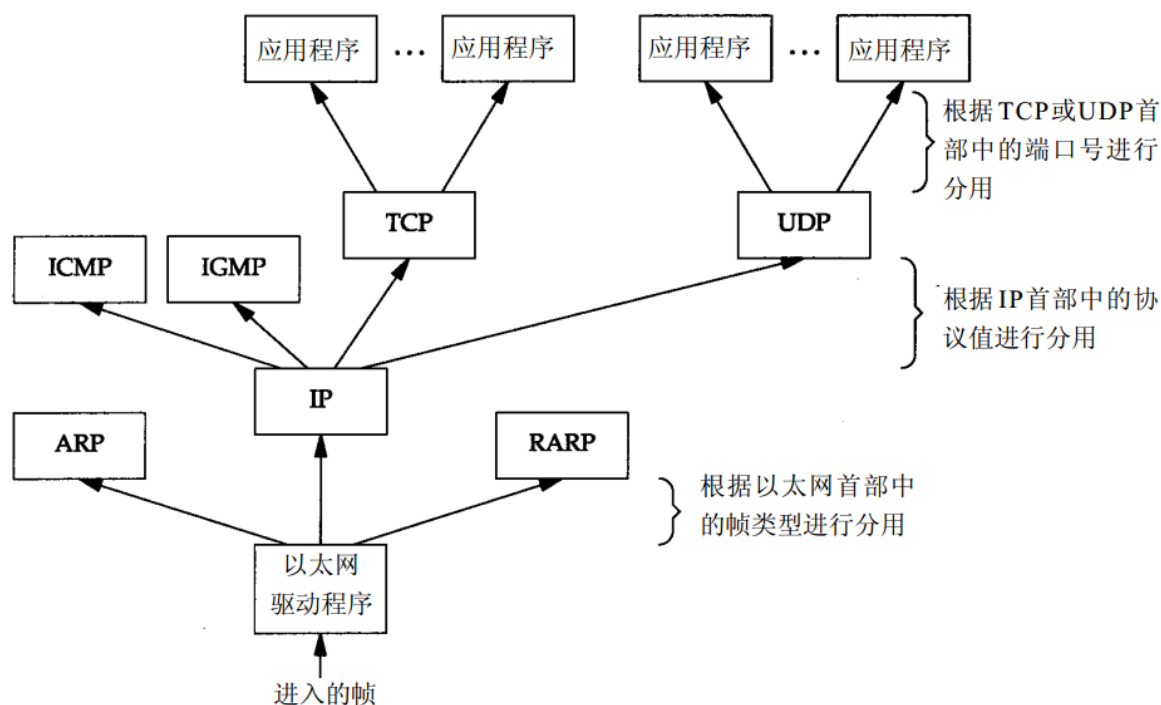 应用程序 … 应用程序
应用程序 … 应用程序
根据TCP或UDP首
部中的端口号进行
分用
TCP
UDP
ICMP
IGMP
根据IP首部中的协
议值进行分用
IP
ARP
RARP
根据以太网首部中
的帧类型进行分用
以太网
驱动程序
进入的帧